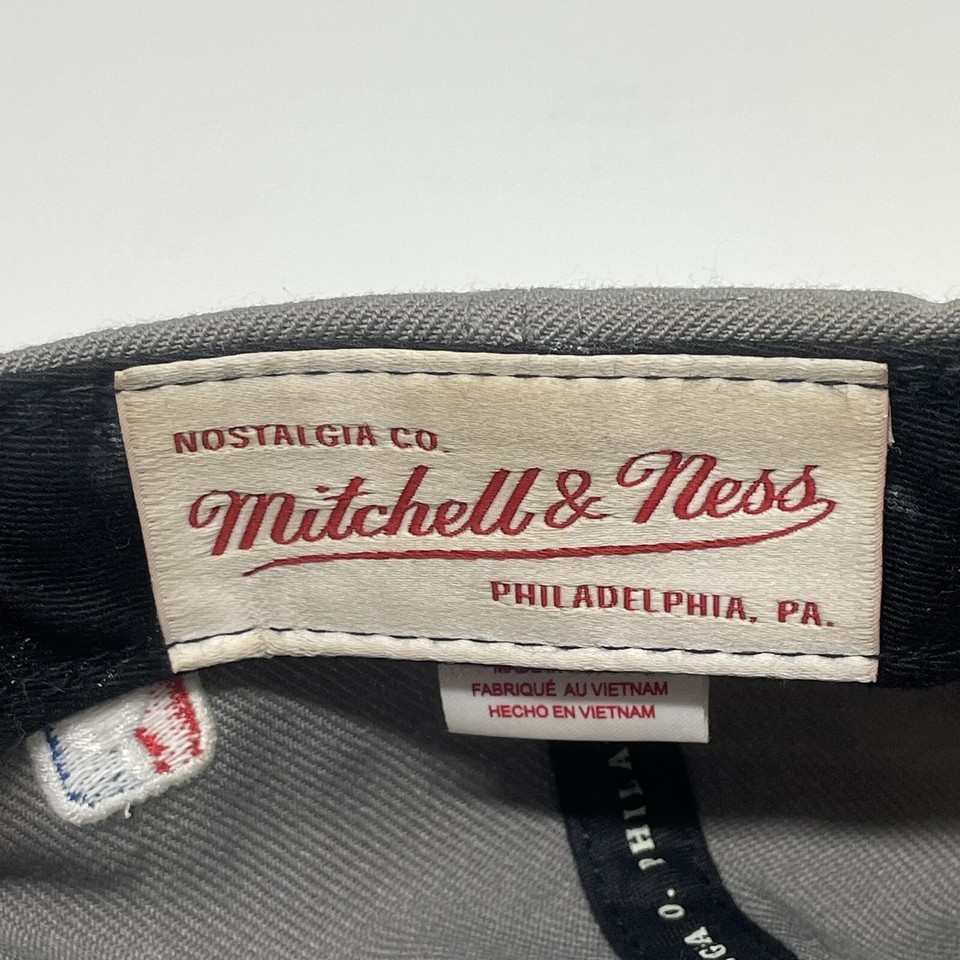 NOSTALGIA CO.
Mitchell & Ness
PHILADELPHIA, PA.
FABRIQUÉ AU VIETNAM
HECHO EN VIETNAM